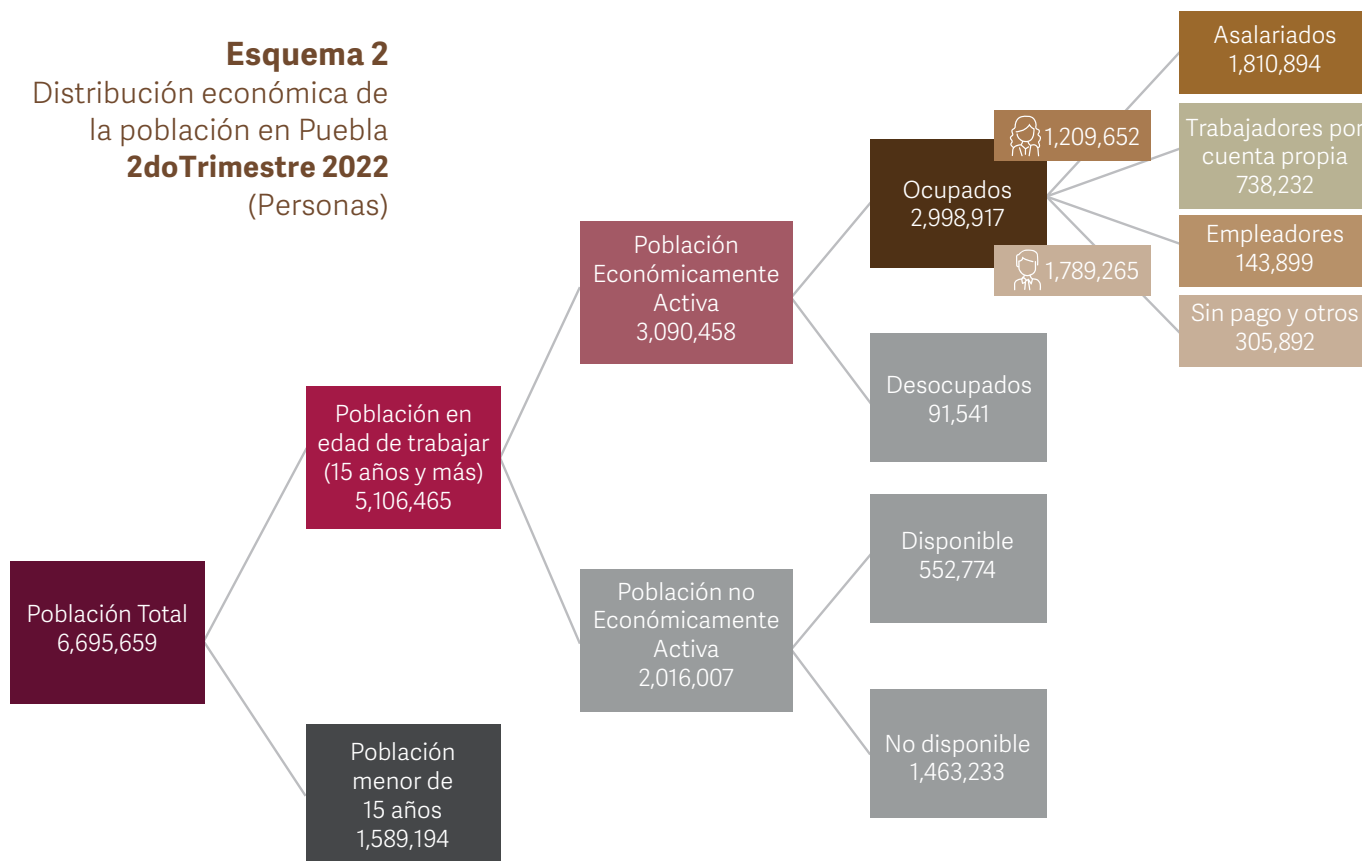 Esquema 2
Distribución económica de
la población en Puebla
2doTrimestre 2022
(Personas)
Población Total
6,695,659
Población en
edad de trabajar
(15 años y más)
5,106,465
Población
menor de
15 años
1,589,194
Población
Económicamente
Activa
3,090,458
Población no
Económicamente
Activa
2,016,007
Ocupados
2,998,917
1,209,652
1,789,265
Desocupados
91,541
Disponible
552,774
No disponible
1,463,233
Asalariados
1,810,894
Trabajadores por
cuenta propia
738,232
Empleadores
143,899
Sin pago y otros
305,892